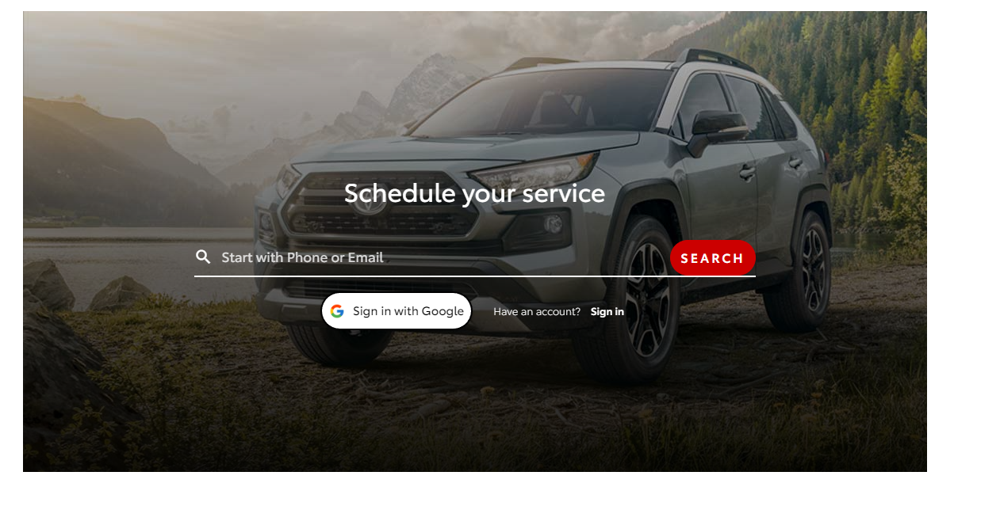 Schedule your service
Start with Phone or Email
SEARCH
Sign in with Google
Have an account? Sign in